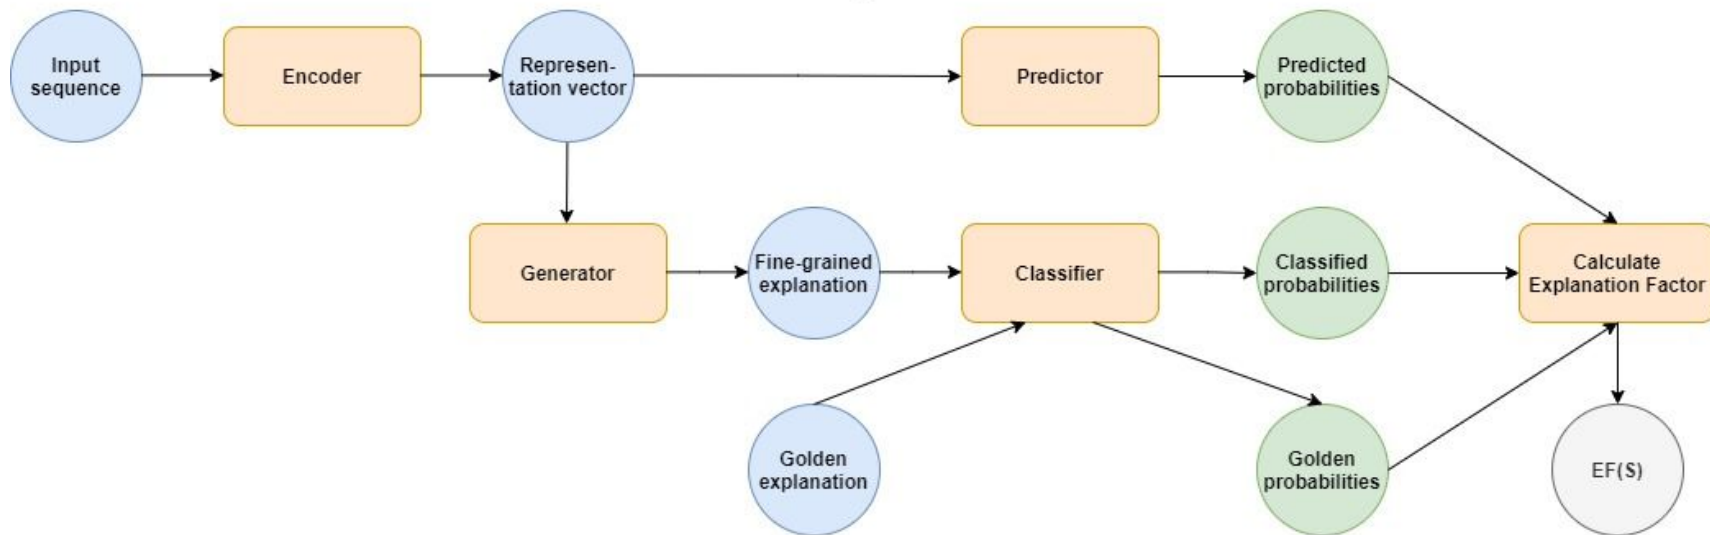 Input
sequence
Encoder
Represen-
tation vector
Predictor
Predicted
probabilities
Generator
Fine-grained
explanation
Classifier
Classified
probabilities
Calculate
Explanation Factor
Golden
explanation
Golden
probabilities
EF(S)